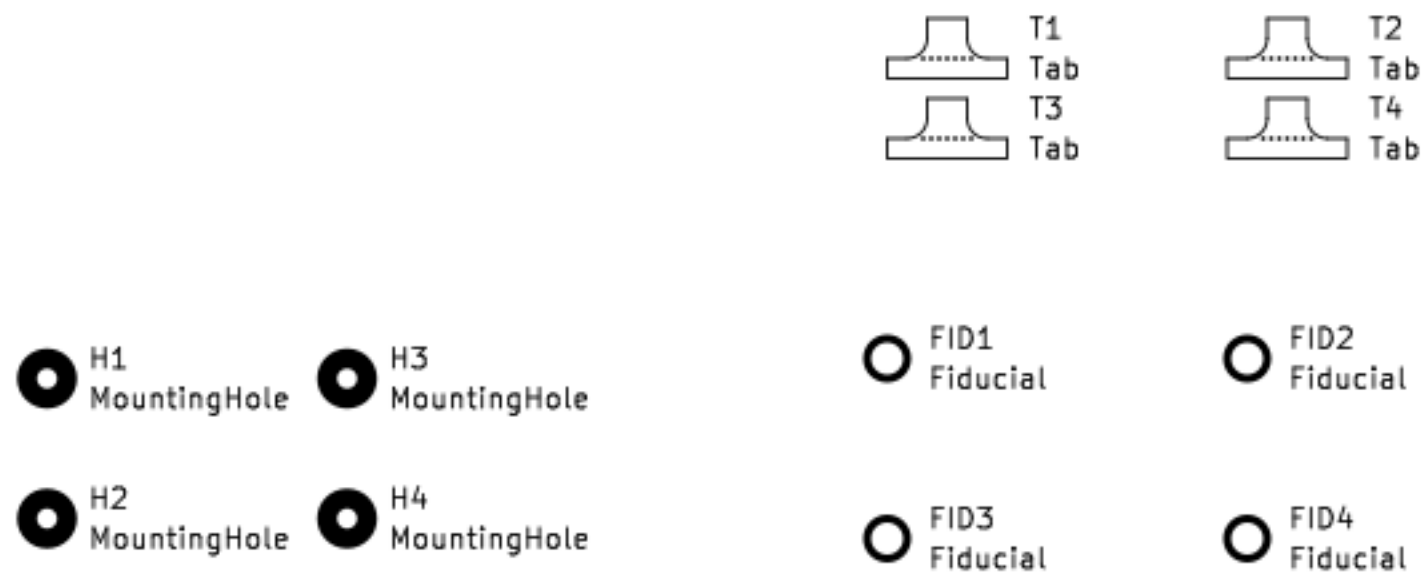 T1
Tab
T2
Tab
T3
Tab
T4
Tab
H1
MountingHole
H3
MountingHole
FID1
Fiducial
FID2
Fiducial
H2
MountingHole
H4
MountingHole
FID3
Fiducial
FID4
Fiducial